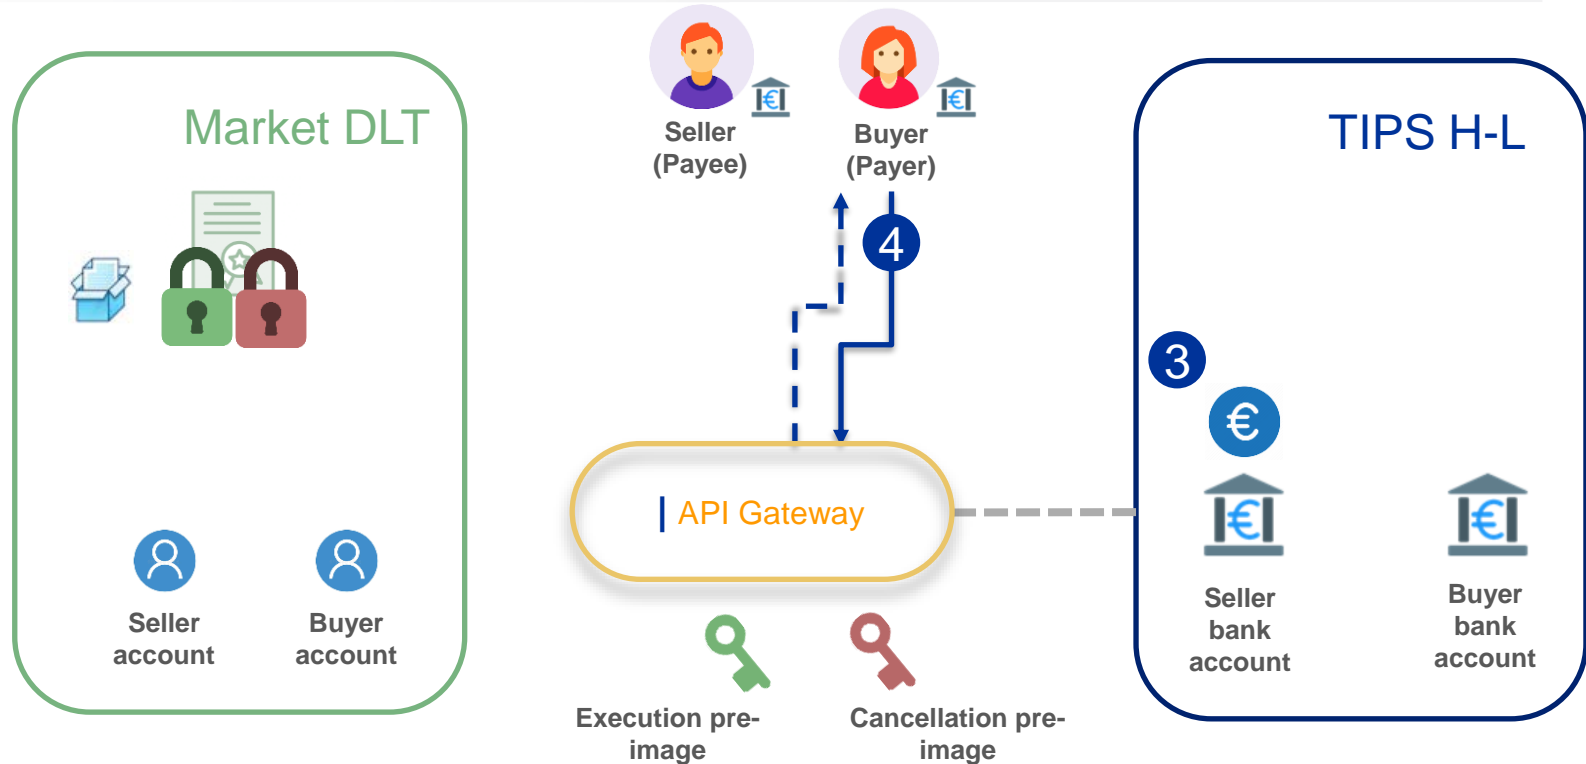 Market DLT
Seller
(Payee)
Buyer
(Payer)
TIPS H-L
4
3
€
API Gateway
€
€
Seller
account
Buyer
account
Seller
bank
account
Buyer
bank
account
Execution pre-
image
Cancellation pre-
image